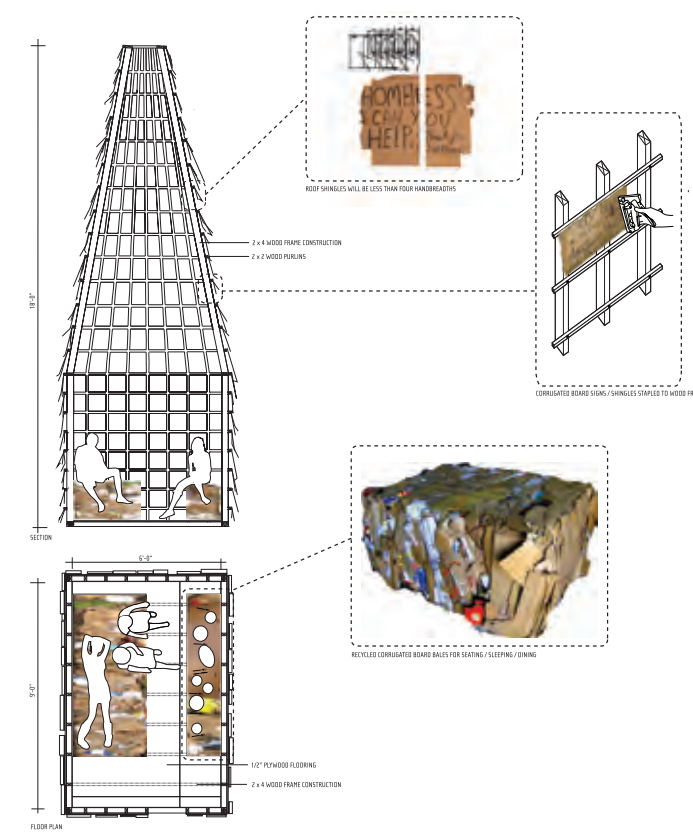 HOMELESS
CAN YOU
HELP.
ROOF SHINGLES WILL BE LESS THAN FOUR HANDBREADTHS
2 x 4 WOOD FRAME CONSTRUCTION
2 x 2 WOOD PURLINS
18'-0"
CORRUGATED BOARD SIGNS / SHINGLES STAPLED TO WOOD FR
SECTION
6'-0"
RECYCLED CORRUGATED BOARD BALES FOR SEATING / SLEEPING / DINING
9'-0"
1/2" PLYWOOD FLOORING
2 x 4 WOOD FRAME CONSTRUCTION
FLOOR PLAN